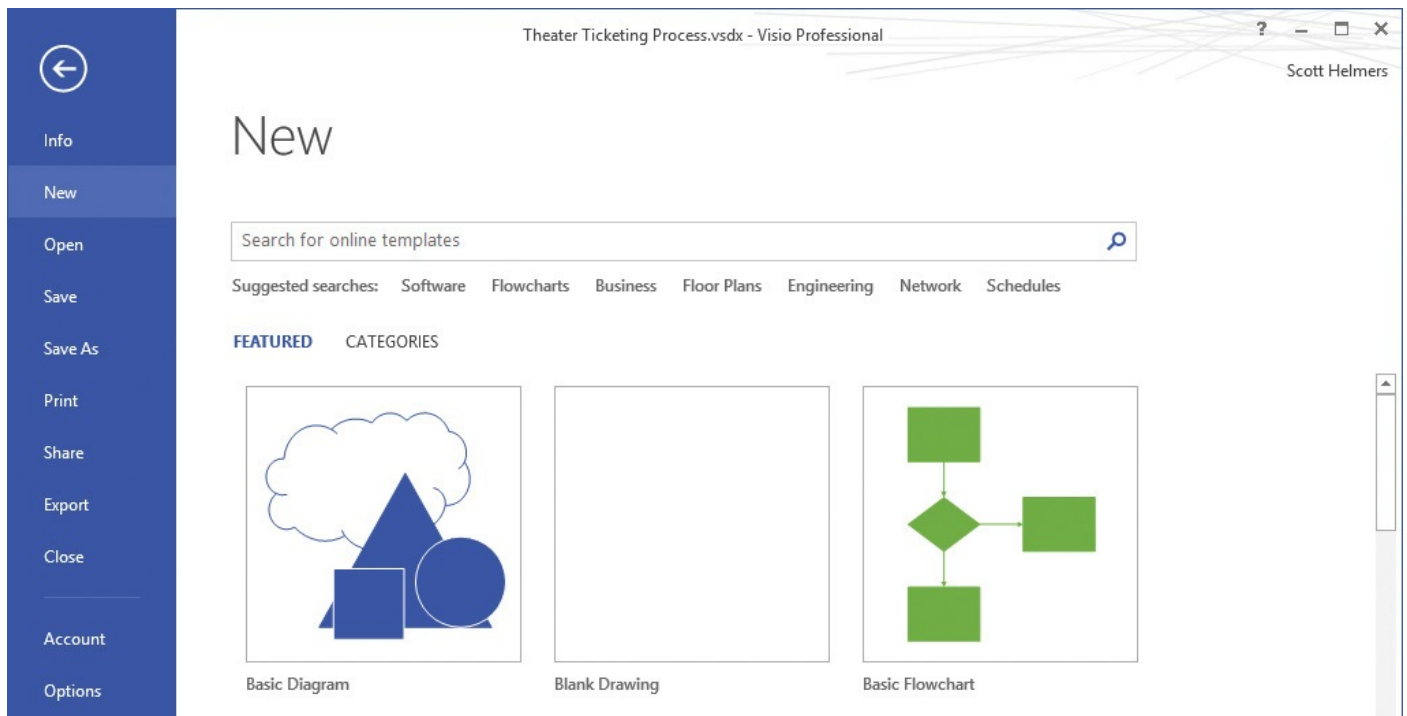 Theater Ticketing Process.vsdx - Visio Professional
?
Scott Helmers
Info
New
Open
Save
Save As
Print
Share
Export
Close
Account
Options
New
Search for online templates
Suggested searches: Software Flowcharts Business Floor Plans Engineering Network Schedules
FEATURED CATEGORIES
Basic Diagram Blank Drawing Basic Flowchart